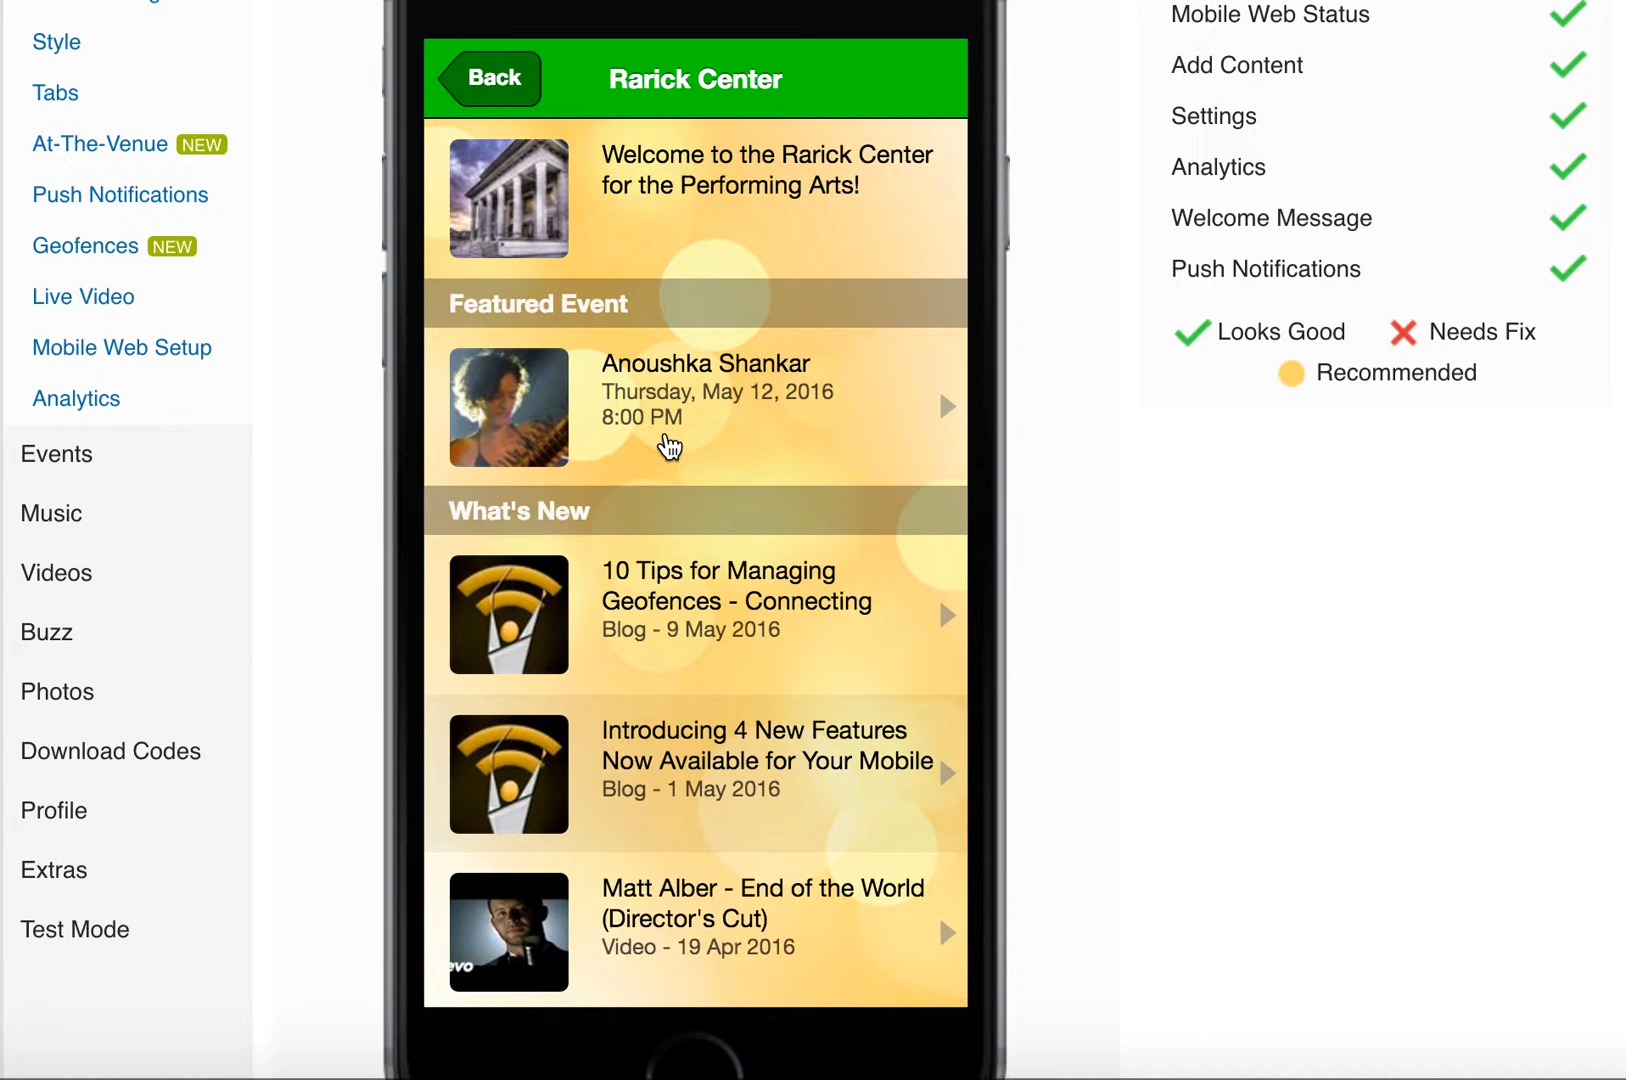 Style
Tabs
At-The-Venue NEW
Push Notifications
Geofences NEW
Live Video
Mobile Web Setup
Analytics
Events
Music
Videos
Buzz
Photos
Download Codes
Profile
Extras
Test Mode
Back
Rarick Center
Welcome to the Rarick Center
for the Performing Arts!
Featured Event
Anoushka Shankar
Thursday, May 12, 2016
8:00 PM
What's New
10 Tips for Managing
Geofences - Connecting
Blog - 9 May 2016
Introducing 4 New Features
Now Available for Your Mobile
Blog - 1 May 2016
Matt Alber - End of the World
(Director's Cut)
Video - 19 Apr 2016
evo
Mobile Web Status
Add Content
Settings
Analytics
Welcome Message
Push Notifications
Looks Good
Needs Fix
Recommended